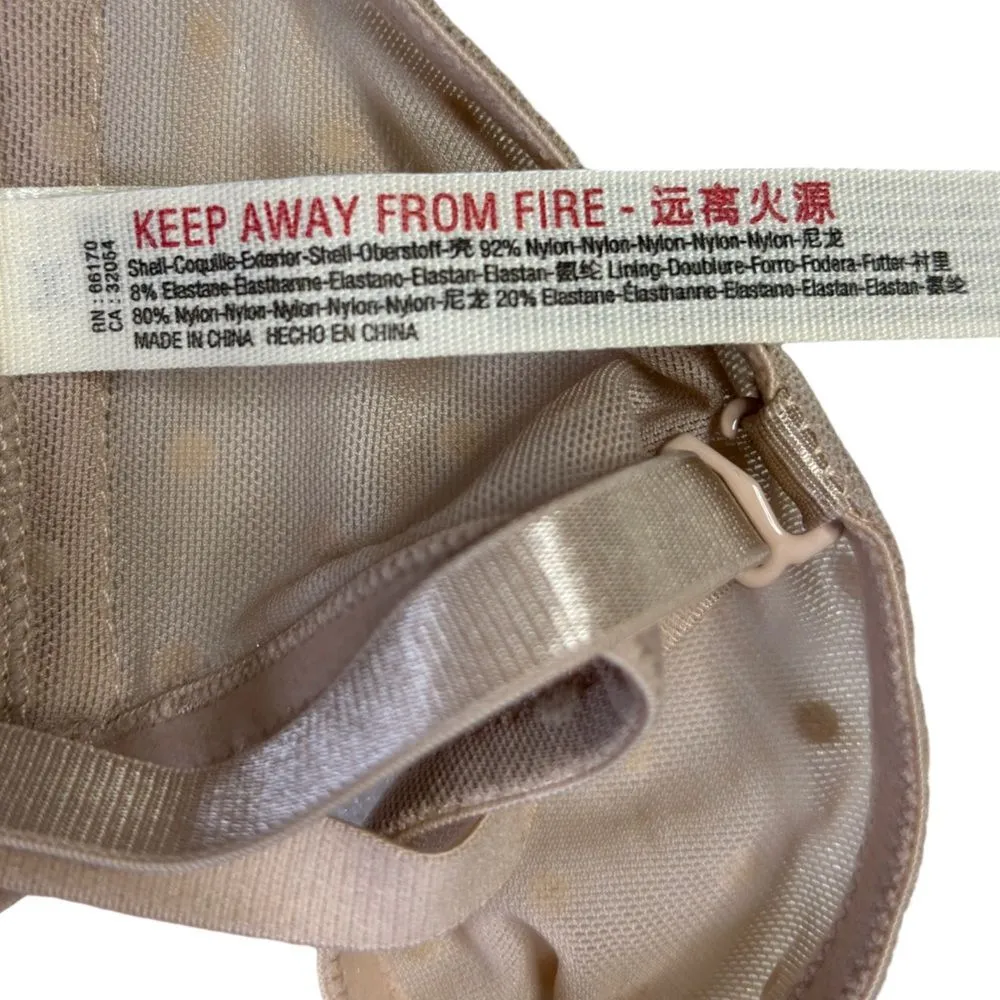 KEEP AWAY FROM FIRE - 远离火源
Shell-Coquille-Exterior-Shell-Oberstoff-壳 92% Nylon-Nylon-Nylon-Nylon-Nylon-尼龙
8% Elastane-Élasthanne-Elastano-Elastan-Elastan-氨纶 Lining-Doublure-Forro-Fodera-Futter-衬里
80% Nylon-Nylon-Nylon-Nylon-Nylon-尼龙 20% Elastane-Élasthanne-Elastano-Elastan-Elastan-氨纶
MADE IN CHINA HECHO EN CHINA
RN : 66170
CA : 32054